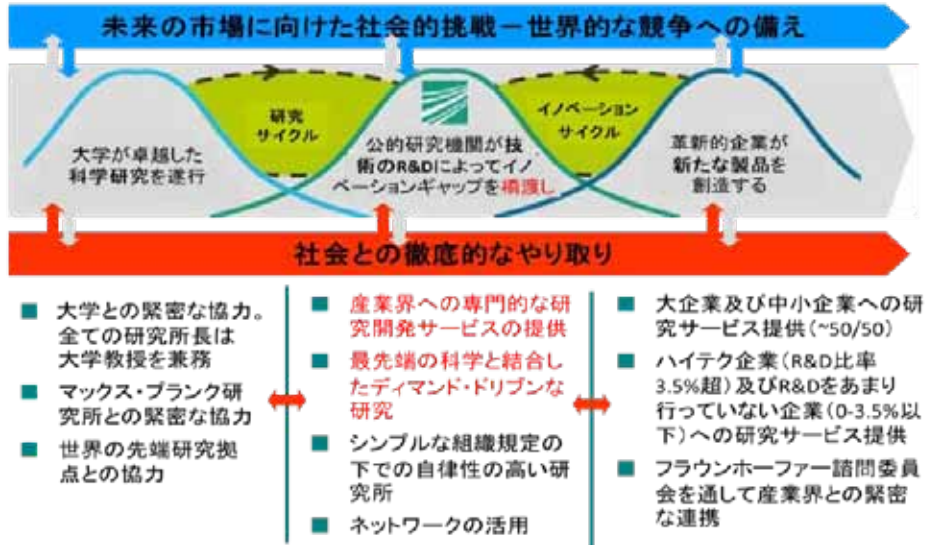 未来の市場に向けた社会的挑戦－世界的な競争への備え
研究
サイクル
イノベーション
サイクル
大学が卓越した
科学研究を遂行
公的研究機関が技
術のR&Dによってイノ
ベーションギャップを橋渡し
革新的企業が
新たな製品を
創造する
社会との徹底的なやり取り
■ 大学との緊密な協力。
全ての研究所長は
大学教授を兼務
■ マックス・プランク研
究所との緊密な協力
■ 世界の先端研究拠
点との協力
■ 産業界への専門的な研
究開発サービスの提供
■ 最先端の科学と結合し
たディマンド・ドリブンな
研究
■ シンプルな組織規定の
下での自律性の高い研
究所
■ ネットワークの活用
■ 大企業及び中小企業への研
究サービス提供(~50/50)
■ ハイテク企業(R&D比率
3.5%超)及びR&Dをあまり
行っていない企業(0-3.5%以
下)への研究サービス提供
■ フラウンホーファー諮問委員
会を通して産業界との緊密
な連携